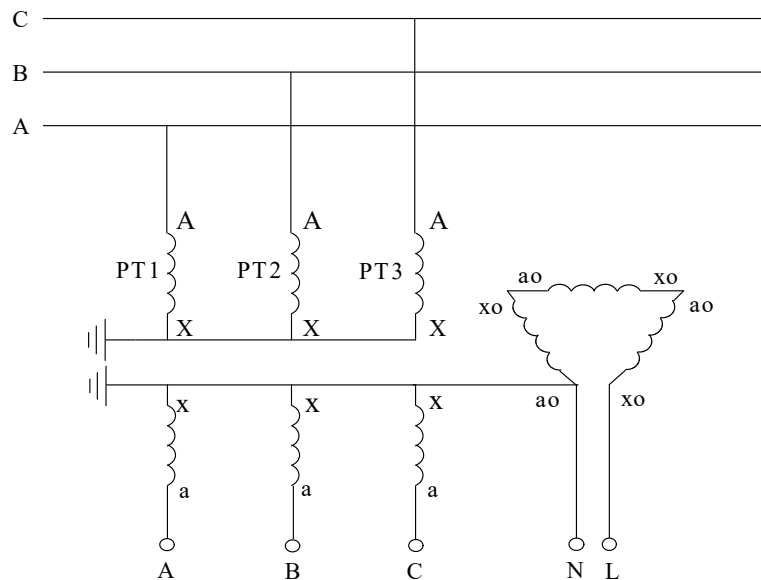 C
B
A
A A A
PT1 PT2 PT3
ao xo
xo ao
X X X
x x x ao xo
a a a
A B C N L